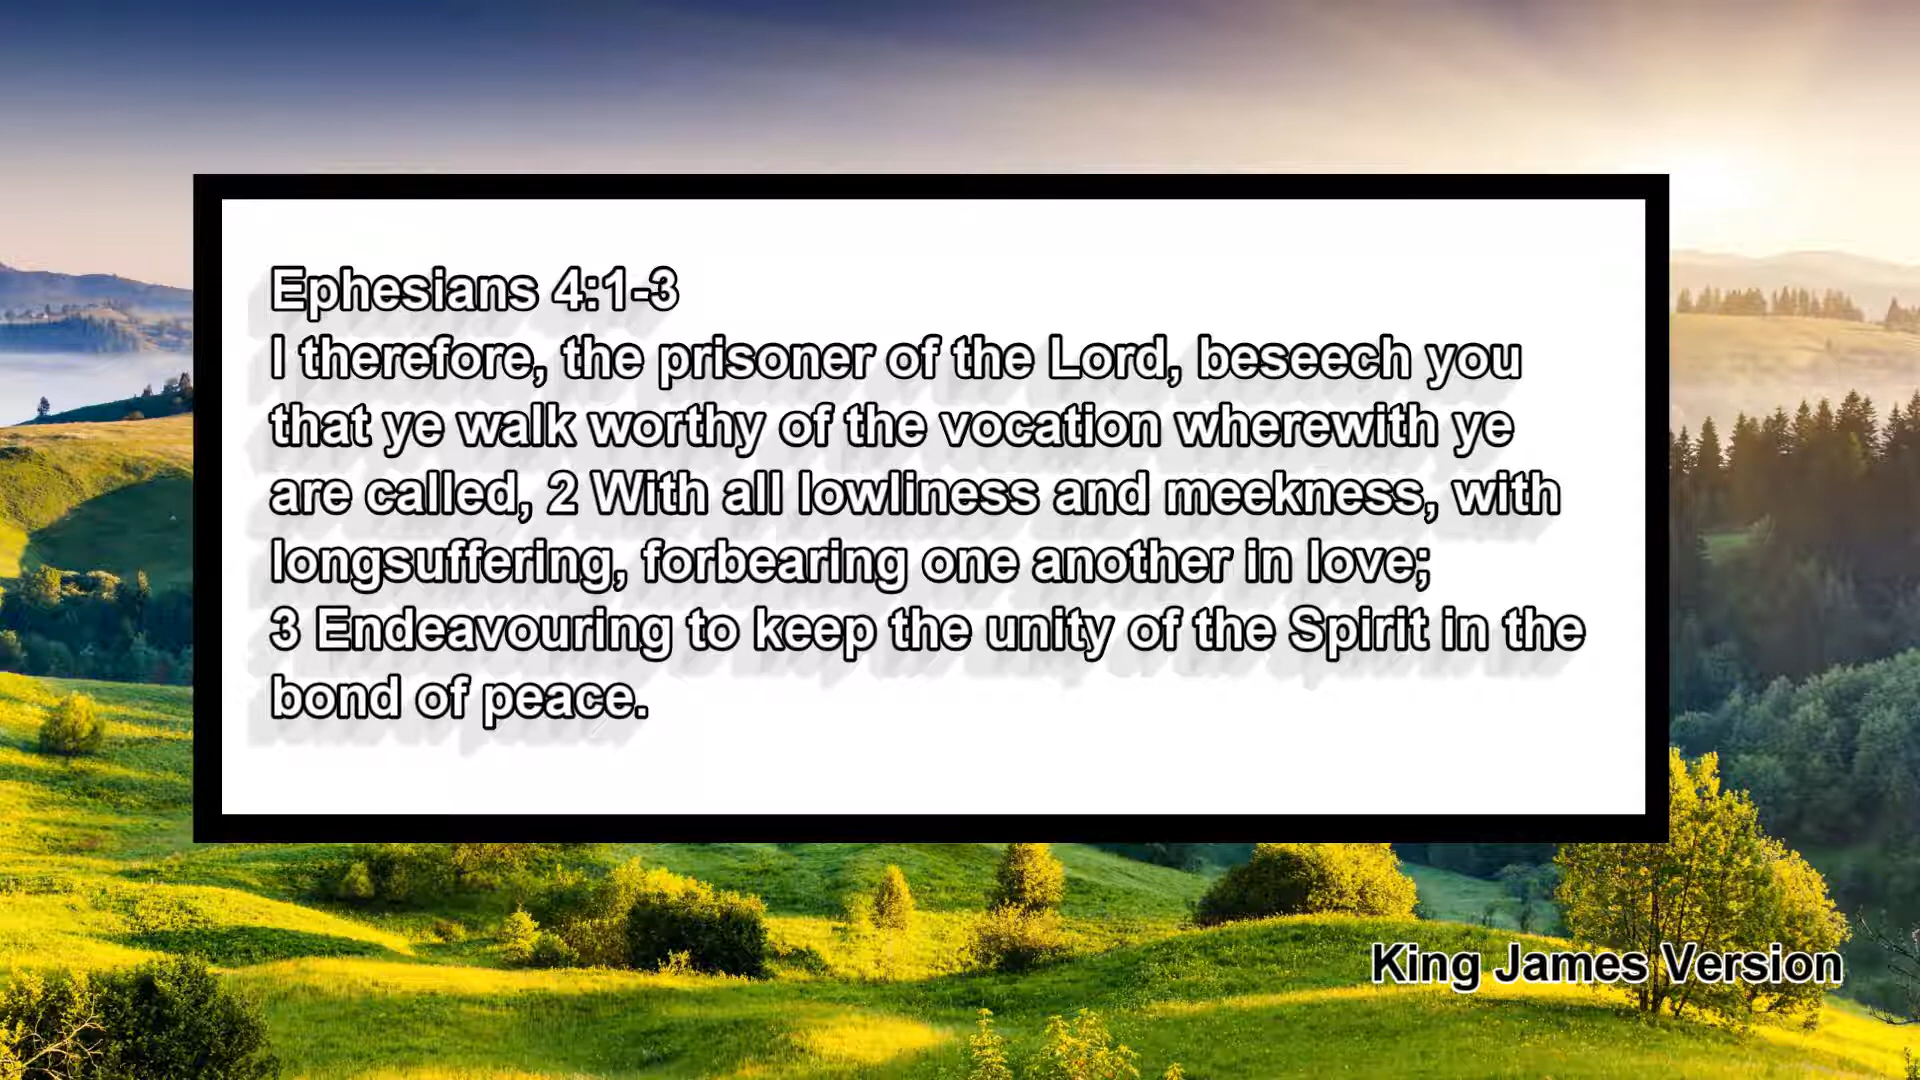 Ephesians 4:1-3
I therefore, the prisoner of the Lord, beseech you
that ye walk worthy of the vocation wherewith ye
are called, 2 With all lowliness and meekness, with
longsuffering, forbearing one another in love;
3 Endeavouring to keep the unity of the Spirit in the
bond of peace.
King James Version